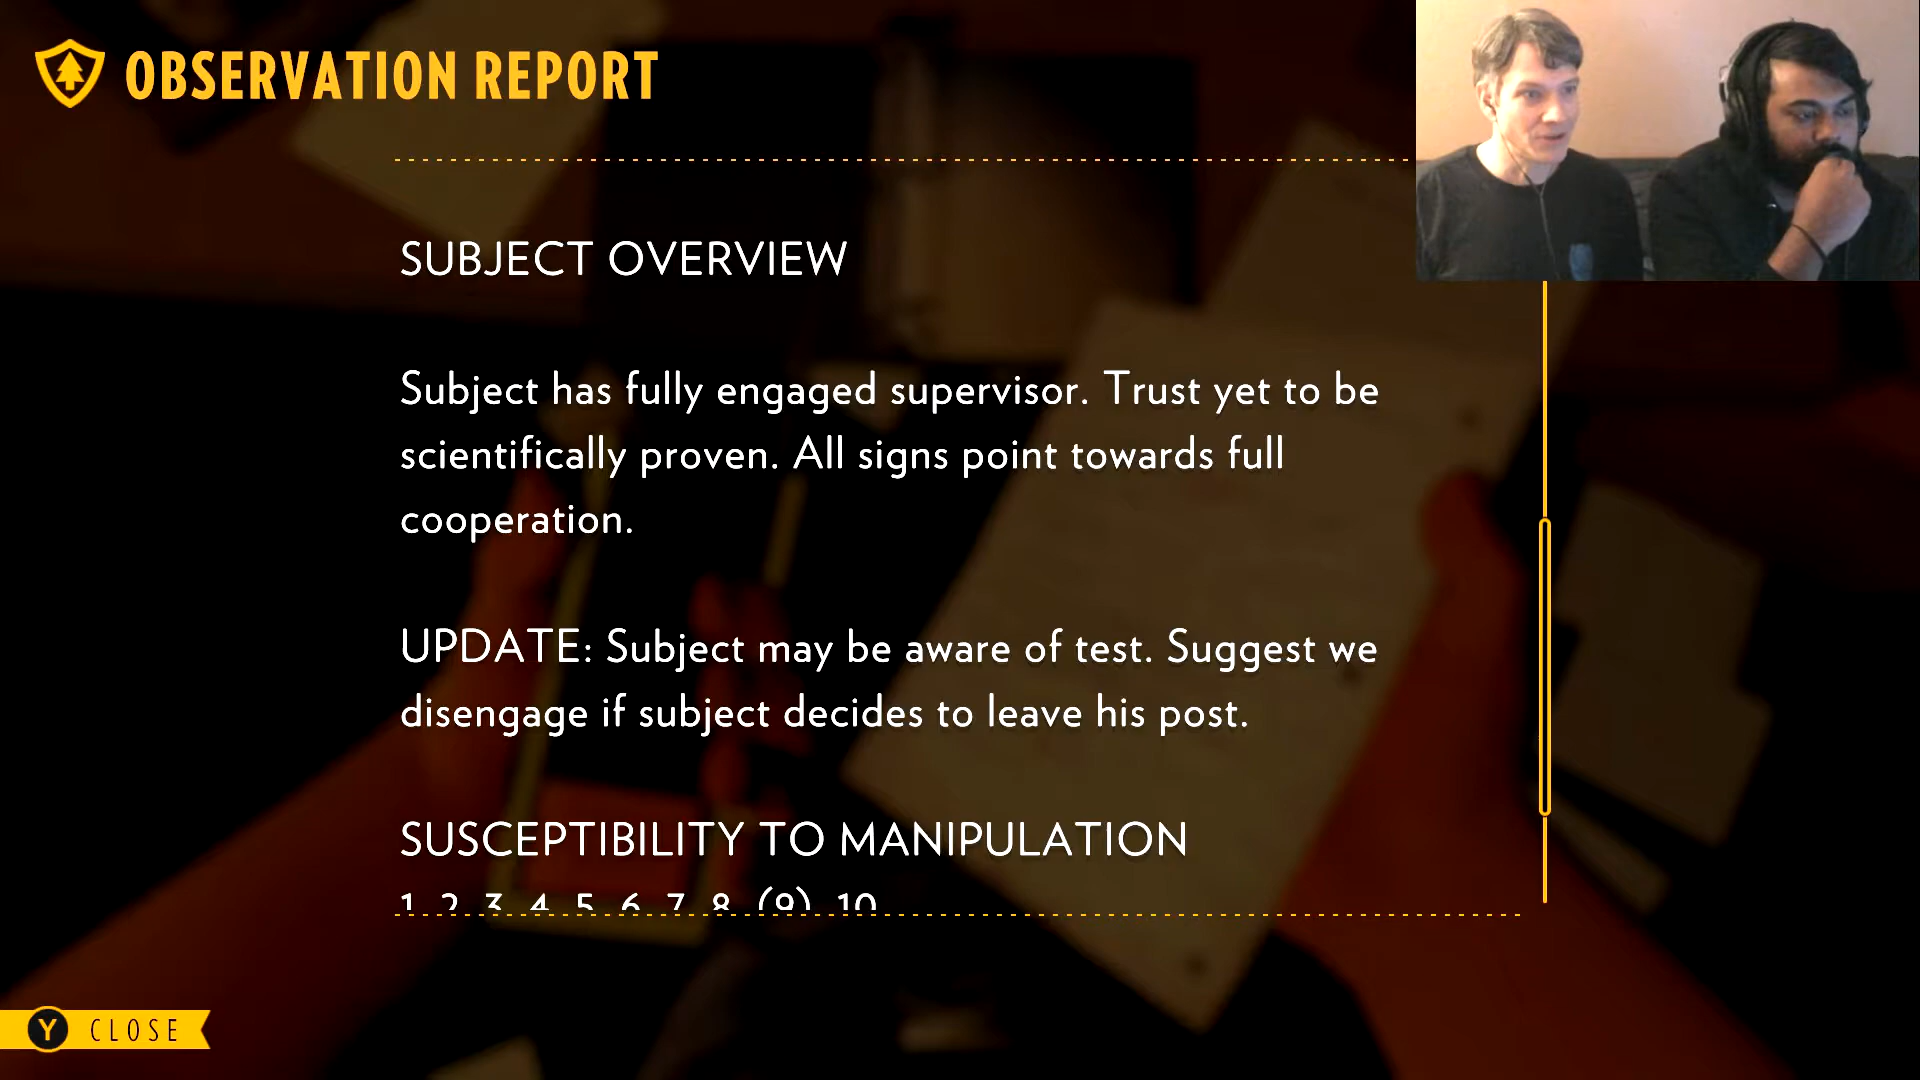 OBSERVATION REPORT
SUBJECT OVERVIEW
Subject has fully engaged supervisor. Trust yet to be
scientifically proven. All signs point towards full
cooperation.
UPDATE: Subject may be aware of test. Suggest we
disengage if subject decides to leave his post.
SUSCEPTIBILITY TO MANIPULATION
1 2 3 4 5 6 7 8 (9) 10
Y CLOSE